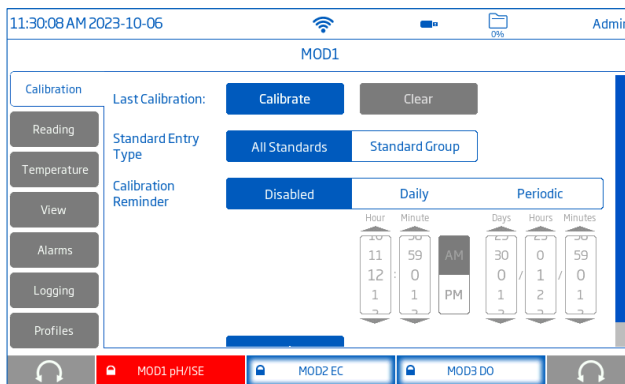 11:30:08 AM 2023-10-06
0%
Admin
MOD1
Calibration
Last Calibration: Calibrate Clear
Reading
Standard Entry Type All Standards Standard Group
Temperature
Calibration Reminder Disabled Daily Periodic
View
Hour Minute Days Hours Minutes
11 59 AM 30 0 59
12 : 0 0 / 1 / 0
1 1 PM 1 2 1
Alarms
Logging
Profiles
MOD1 pH/ISE MOD2 EC MOD3 DO